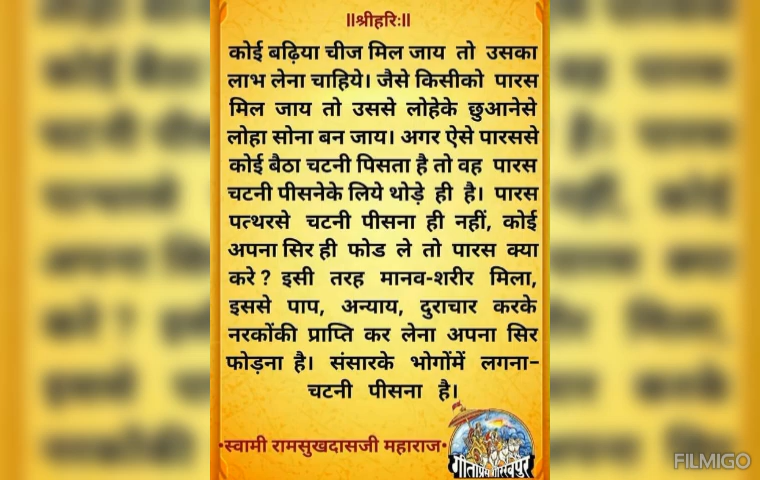 ॥श्रीहरिः॥
कोई बढ़िया चीज मिल जाय तो उसका
लाभ लेना चाहिये। जैसे किसीको पारस
मिल जाय तो उससे लोहेके छुआनेसे
लोहा सोना बन जाय। अगर ऐसे पारससे
कोई बैठा चटनी पिसता है तो वह पारस
चटनी पीसनेके लिये थोड़े ही है। पारस
पत्थरसे चटनी पीसना ही नहीं, कोई
अपना सिर ही फोड ले तो पारस क्या
करे ? इसी तरह मानव-शरीर मिला,
इससे पाप, अन्याय, दुराचार करके
नरकोंकी प्राप्ति कर लेना अपना सिर
फोड़ना है। संसारके भोगोंमें लगना–
चटनी पीसना है।
•स्वामी रामसुखदासजी महाराज•
गीताप्रेस गोरखपुर
FILMIGO